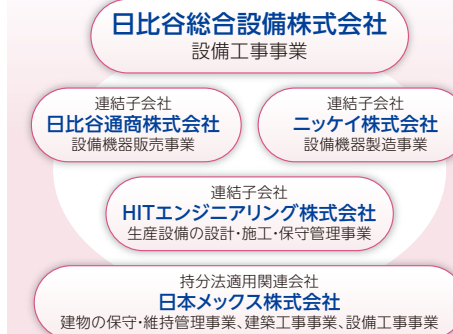 日比谷総合設備株式会社
設備工事事業
連結子会社
日比谷通商株式会社
設備機器販売事業
連結子会社
ニッケイ株式会社
設備機器製造事業
連結子会社
HITエンジニアリング株式会社
生産設備の設計・施工・保守管理事業
持分法適用関連会社
日本メックス株式会社
建物の保守・維持管理事業、建築工事事業、設備工事事業